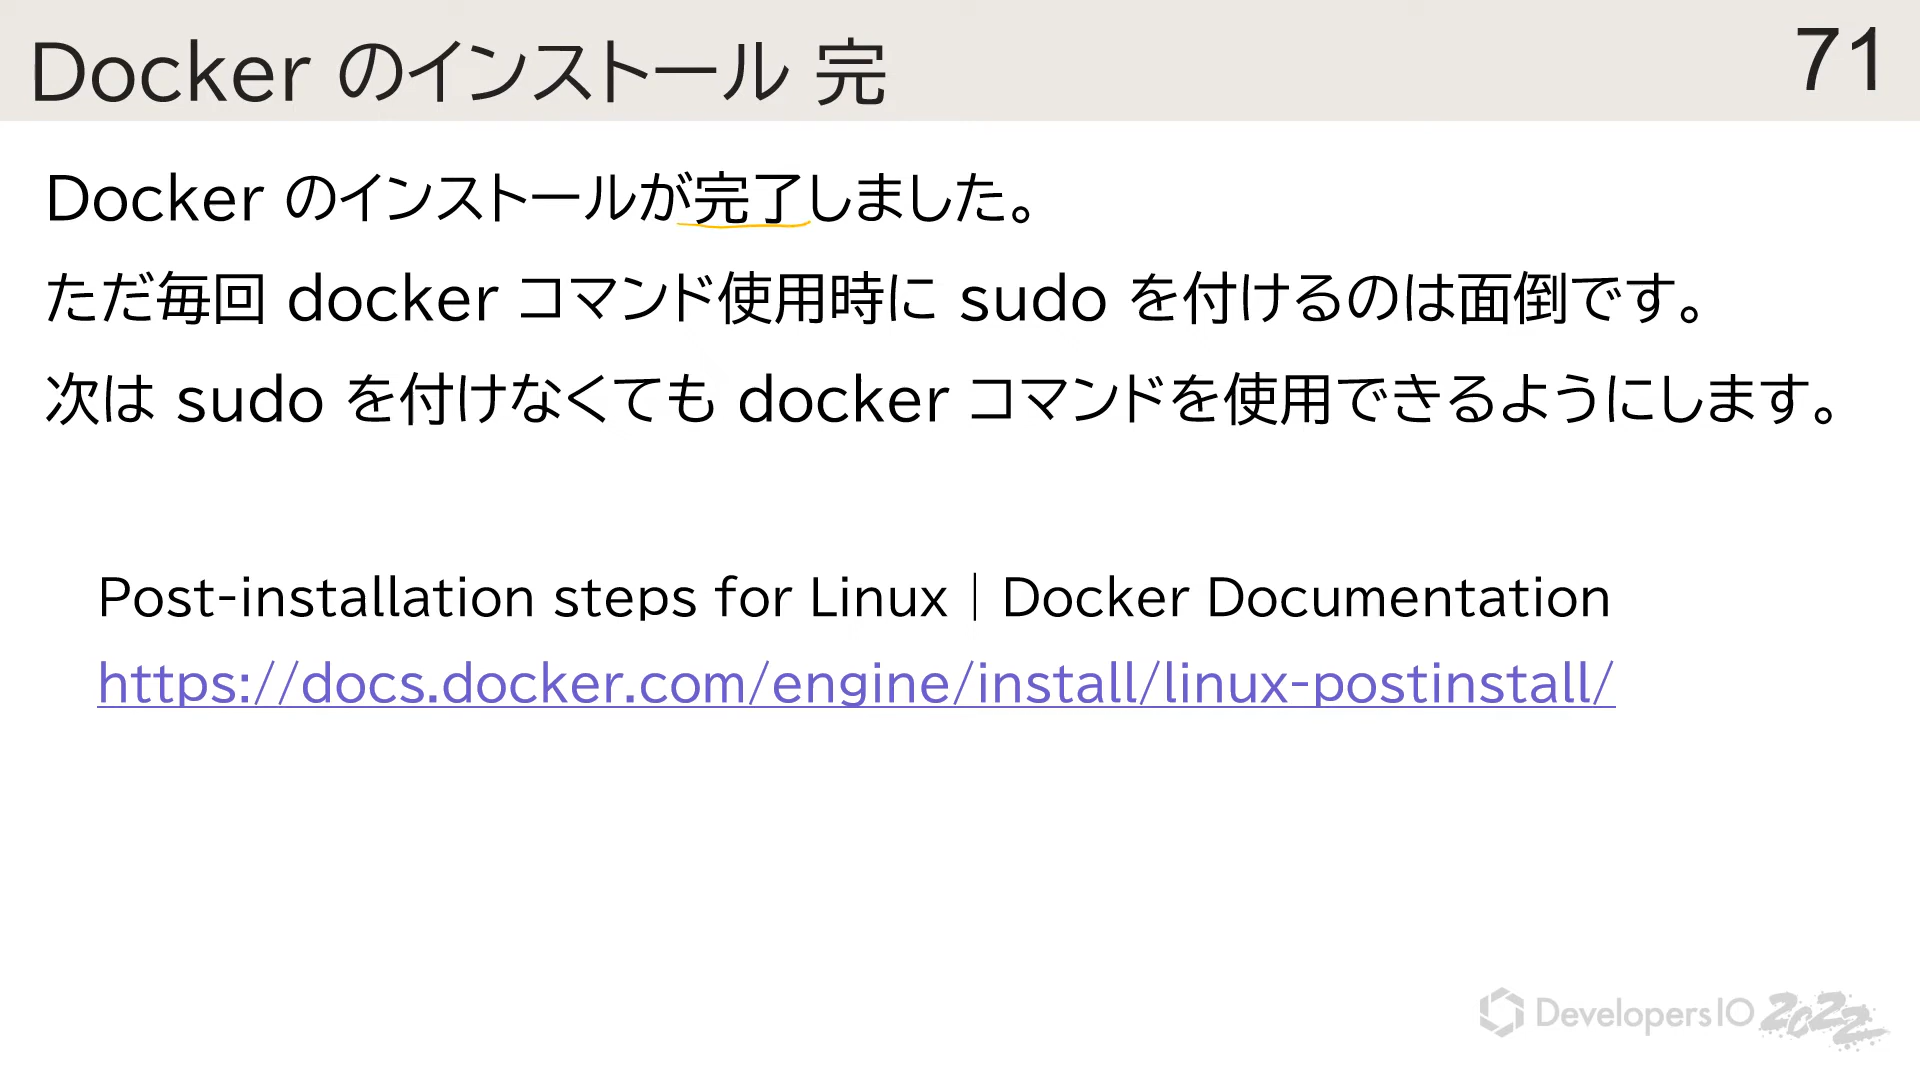 Docker のインストール 完
71
Docker のインストールが完了しました。
ただ毎回 docker コマンド使用時に sudo を付けるのは面倒です。
次は sudo を付けなくても docker コマンドを使用できるようにします。
Post-installation steps for Linux | Docker Documentation
https://docs.docker.com/engine/install/linux-postinstall/
DevelopersIO 2022